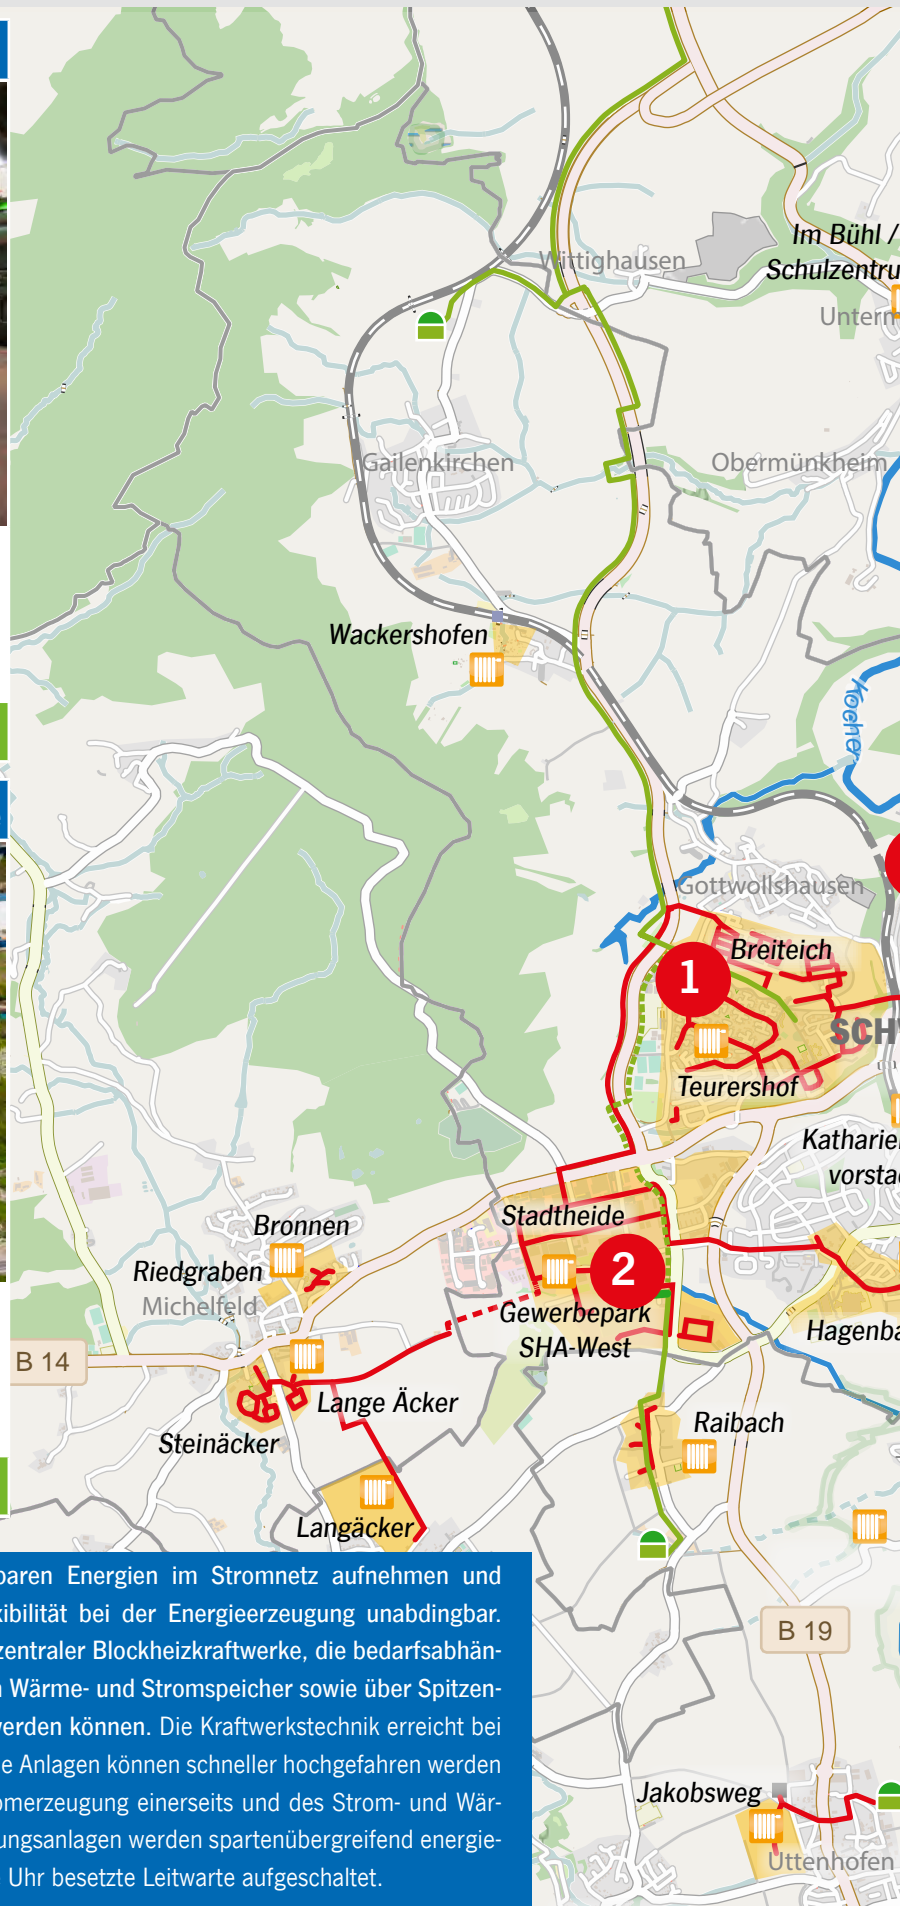 Im Bühl /
Schulzentru
Wittighausen
Untern
Gailenkirchen
Obermünkheim
Wackershofen
Kocher
Gottwollshausen
Breiteich
1
SCHW
Teurershof
Katharie
vorsta
Stadtheide
Bronnen
Riedgraben
2
Michelfeld
Gewerbepark
SHA-West
Hagenba
B 14
Lange Äcker
Raibach
Steinäcker
Langäcker
baren Energien im Stromnetz aufnehmen und
xibilität bei der Energieerzeugung unabdingbar.
zentraler Blockheizkraftwerke, die bedarfsabhän-
n Wärme- und Stromspeicher sowie über Spitzen-
werden können. Die Kraftwerkstechnik erreicht bei
e Anlagen können schneller hochgefahren werden
omerzeugung einerseits und des Strom- und Wär-
ungsanlagen werden spartenübergreifend energie-
Uhr besetzte Leitwarte aufgeschaltet.
B 19
Jakobsweg
Uttenhofen